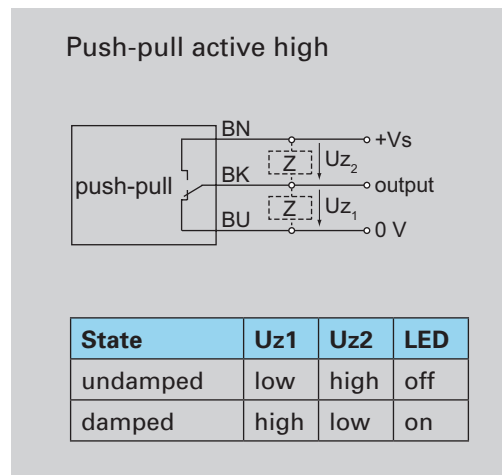 Push-pull active high
BN
+Vs
Z Uz2
push-pull BK output
Z Uz1
BU 0 V
State Uz1 Uz2 LED
undamped low high off
damped high low on